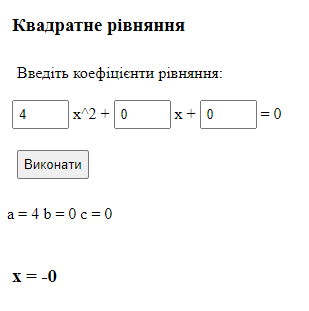 Квадратне рівняння
Введіть коефіцієнти рівняння:
4 x^2 + 0 x + 0 = 0
Виконати
a = 4 b = 0 c = 0
x = -0